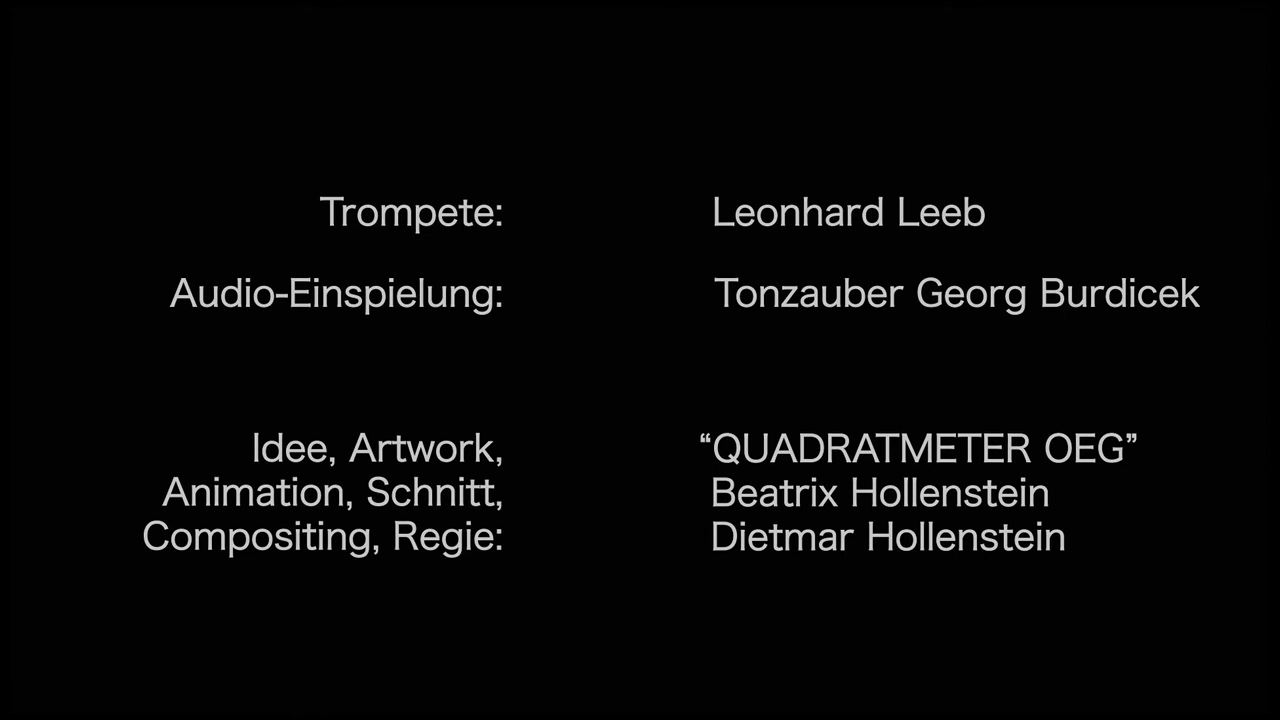 Trompete: Leonhard Leeb
Audio-Einspielung: Tonzauber Georg Burdicek
Idee, Artwork, “QUADRATMETER OEG”
Animation, Schnitt, Beatrix Hollenstein
Compositing, Regie: Dietmar Hollenstein